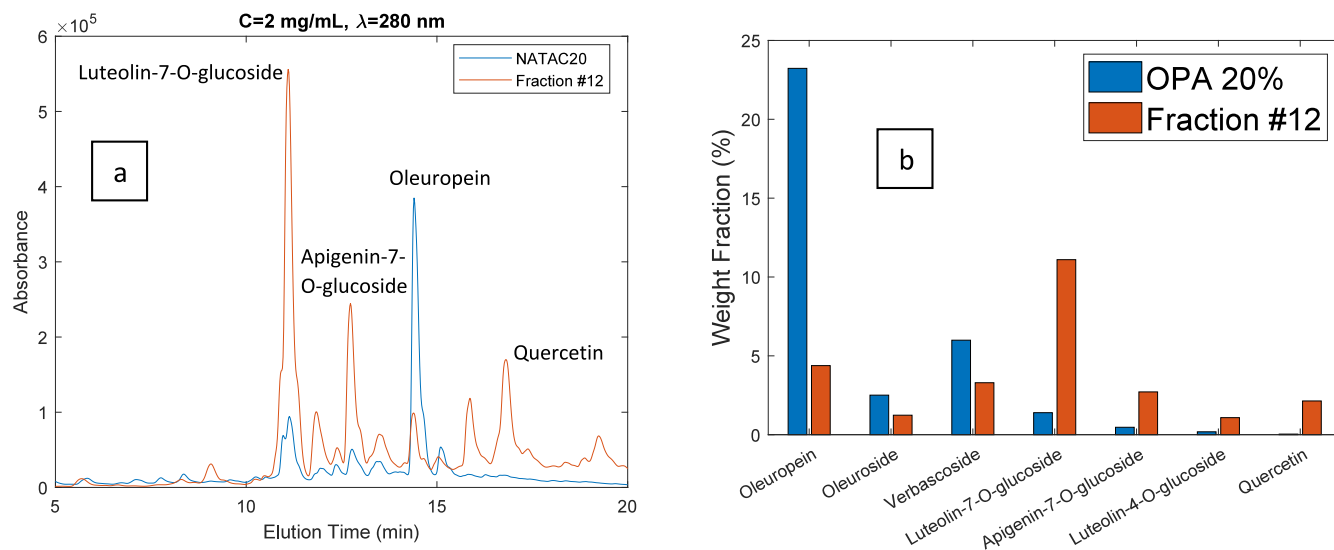 C=2 mg/mL, λ=280 nm
×10⁵
6
5
4
3
2
1
0
5
10
15
20
Absorbance
Elution Time (min)
NATAC20
Fraction #12
Luteolin-7-O-glucoside
a
Oleuropein
Apigenin-7-
O-glucoside
Quercetin
25
20
15
10
5
0
Weight Fraction (%)
OPA 20%
Fraction #12
b
Oleuropein
Oleuroside
Verbascoside
Luteolin-7-O-glucoside
Apigenin-7-O-glucoside
Luteolin-4-O-glucoside
Quercetin